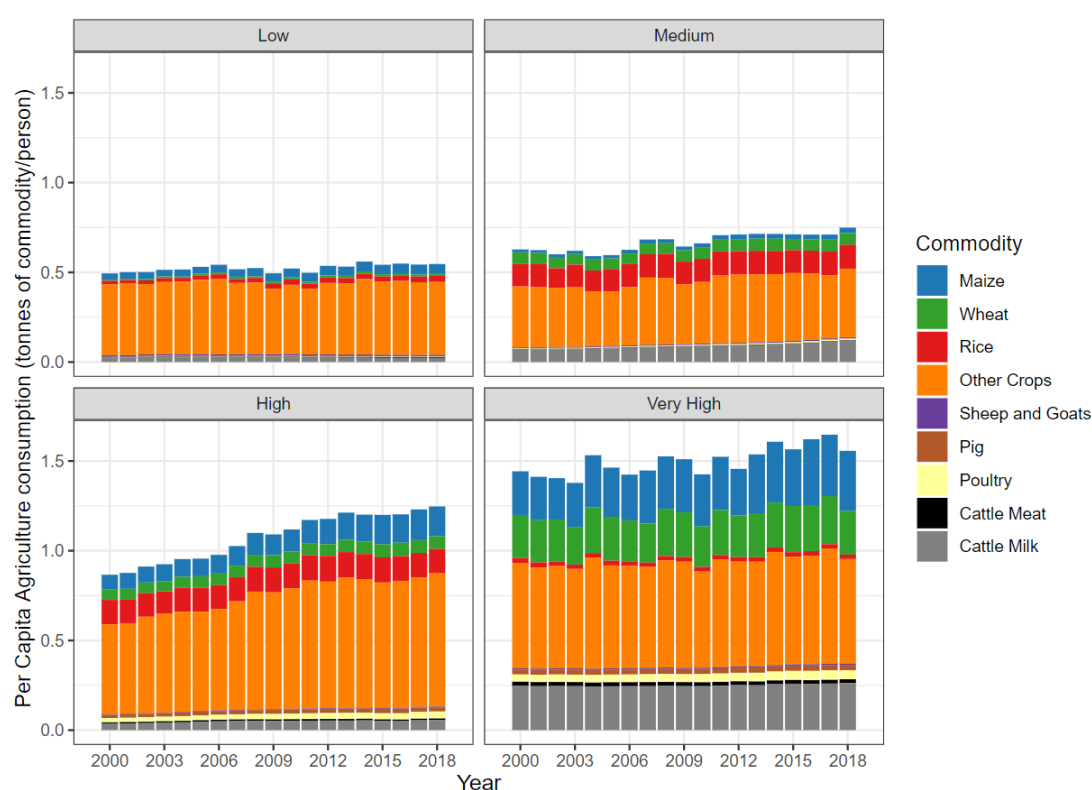 Low
Medium
1.5
1.0
0.5
0.0
High
Very High
1.5
1.0
0.5
0.0
2000 2003 2006 2009 2012 2015 2018
2000 2003 2006 2009 2012 2015 2018
Year
Per Capita Agriculture consumption (tonnes of commodity/person)
Commodity
Maize
Wheat
Rice
Other Crops
Sheep and Goats
Pig
Poultry
Cattle Meat
Cattle Milk